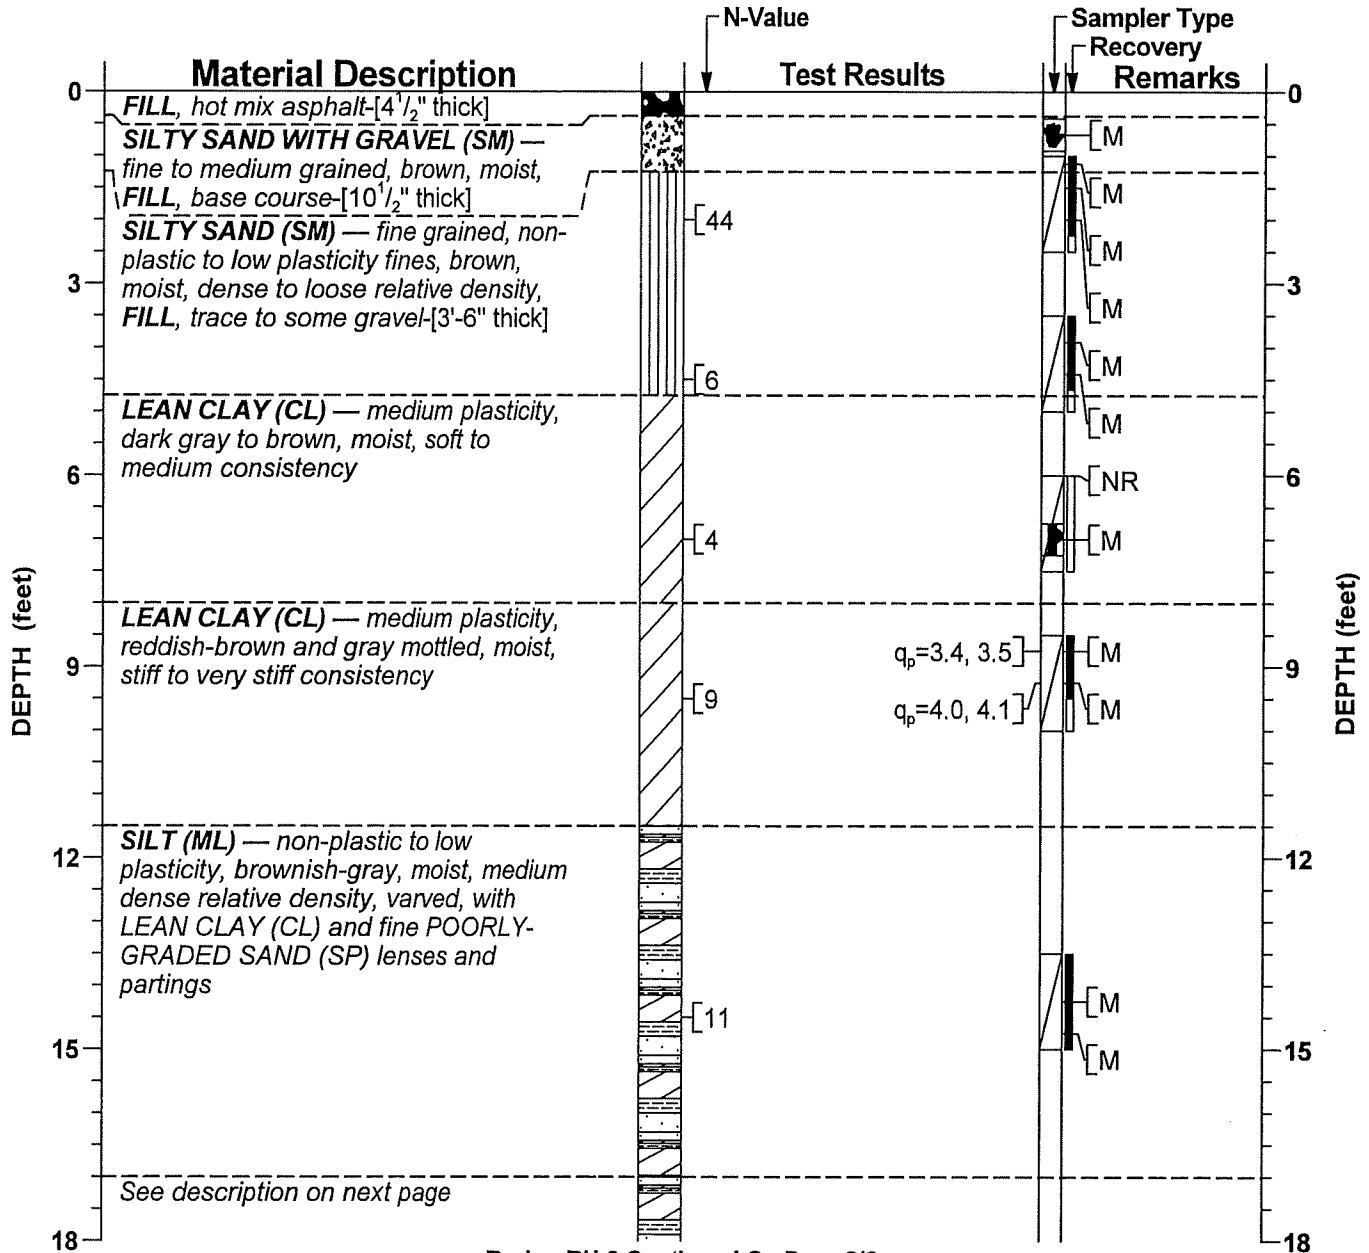 N-Value
Sampler Type
Recovery
Material Description
Test Results
Remarks
0
0
FILL, hot mix asphalt-[4 1/2" thick]
SILTY SAND WITH GRAVEL (SM) —
fine to medium grained, brown, moist,
FILL, base course-[10 1/2" thick]
SILTY SAND (SM) — fine grained, non-
plastic to low plasticity fines, brown,
moist, dense to loose relative density,
FILL, trace to some gravel-[3'-6" thick]
[44
[6
[M
[M
[M
[M
[M
[M
3
3
LEAN CLAY (CL) — medium plasticity,
dark gray to brown, moist, soft to
medium consistency
6
6
[NR
[4
[M
LEAN CLAY (CL) — medium plasticity,
reddish-brown and gray mottled, moist,
stiff to very stiff consistency
qp=3.4, 3.5]
[M
9
9
[9
qp=4.0, 4.1]
[M
DEPTH (feet)
DEPTH (feet)
SILT (ML) — non-plastic to low
plasticity, brownish-gray, moist, medium
dense relative density, varved, with
LEAN CLAY (CL) and fine POORLY-
GRADED SAND (SP) lenses and
partings
12
12
[11
[M
[M
15
15
See description on next page
18
18